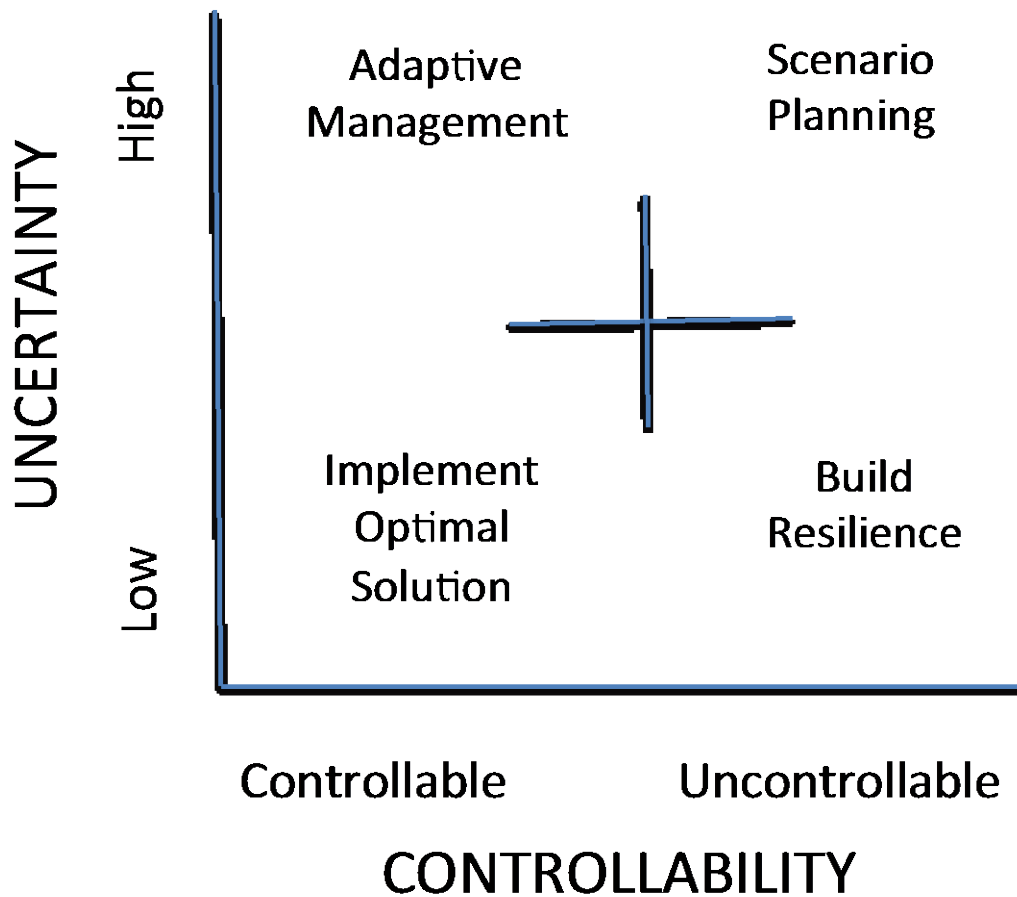 UNCERTAINTY
High
Low
Adaptive
Management
Scenario
Planning
Implement
Optimal
Solution
Build
Resilience
Controllable
Uncontrollable
CONTROLLABILITY